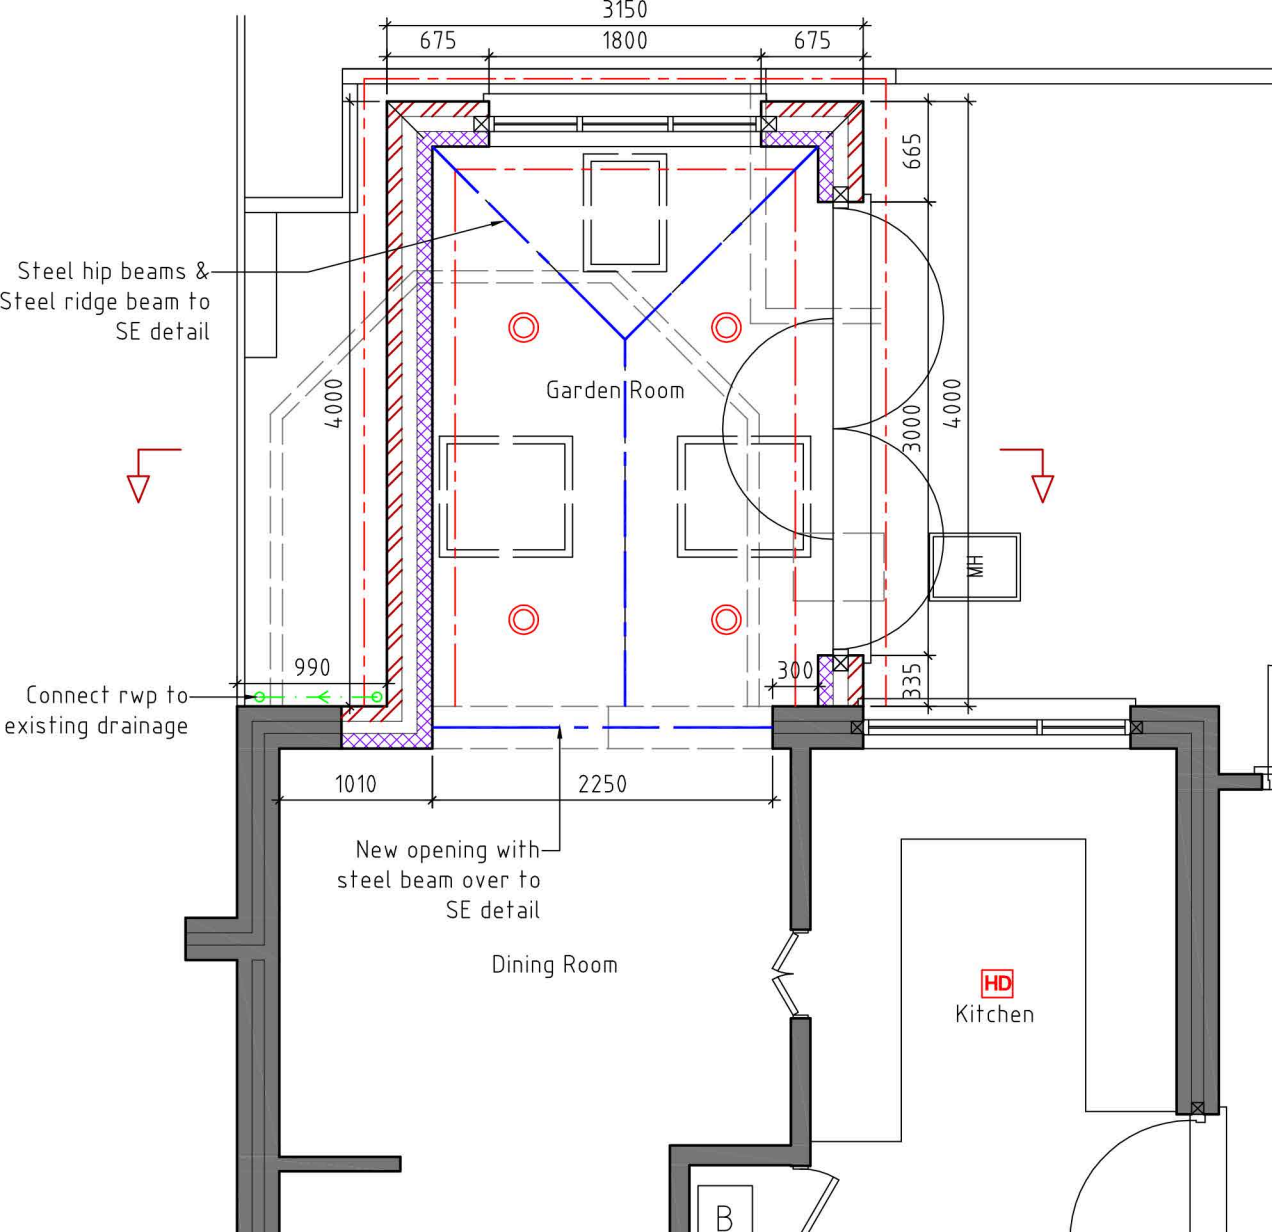 3150
675
1800
675
665
Steel hip beams &
Steel ridge beam to
SE detail
4000
Garden Room
3000
4000
MH
990
300
335
Connect rwp to
existing drainage
1010
2250
New opening with
steel beam over to
SE detail
Dining Room
HD
Kitchen
B